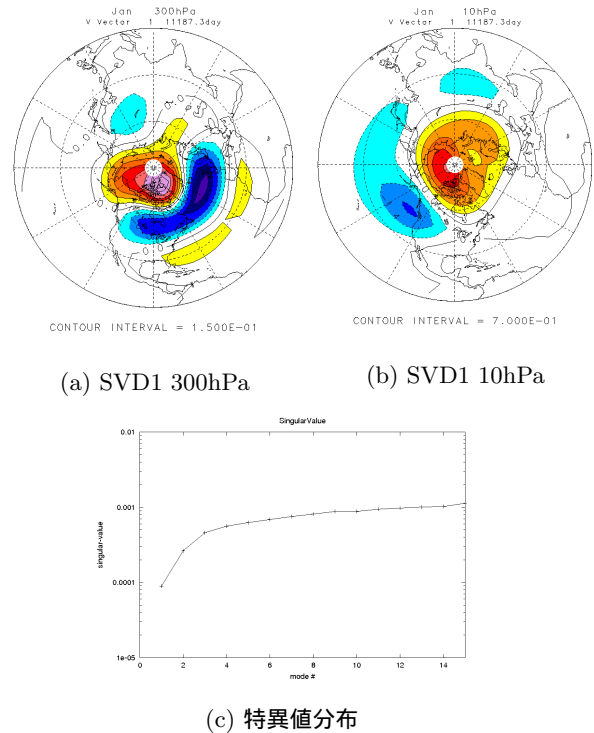 Jan 300hPa
V Vector 1 11187.3day
CONTOUR INTERVAL = 1.500E-01
(a) SVD1 300hPa
Jan 10hPa
V Vector 1 11187.3day
CONTOUR INTERVAL = 7.000E-01
(b) SVD1 10hPa
SingularValue
0.01
0.001
0.0001
1e-05
singular-value
0 2 4 6 8 10 12 14
mode #
(c) 特異値分布